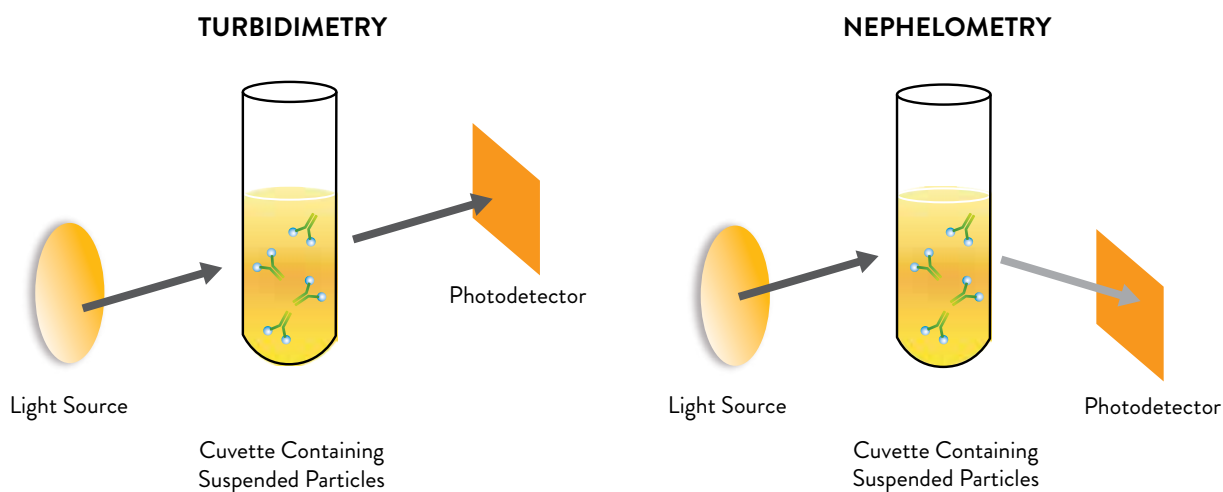 TURBIDIMETRY
Light Source
Cuvette Containing
Suspended Particles
Photodetector
NEPHELOMETRY
Light Source
Cuvette Containing
Suspended Particles
Photodetector